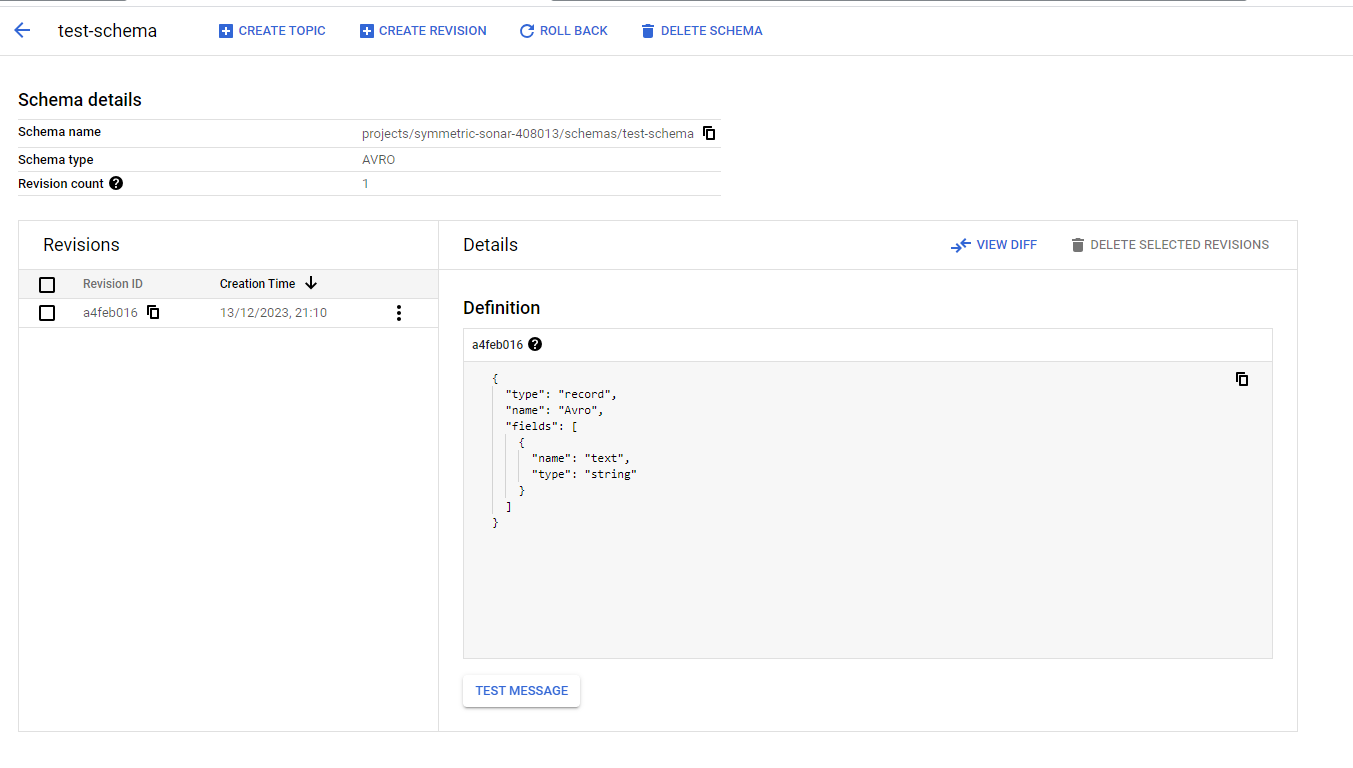 test-schema CREATE TOPIC CREATE REVISION ROLL BACK DELETE SCHEMA
Schema details
Schema name projects/symmetric-sonar-408013/schemas/test-schema
Schema type AVRO
Revision count 1
Revisions
Revision ID Creation Time
a4feb016 13/12/2023, 21:10
Details VIEW DIFF DELETE SELECTED REVISIONS
Definition
a4feb016
{
"type": "record",
"name": "Avro",
"fields": [
{
"name": "text",
"type": "string"
}
]
}
TEST MESSAGE